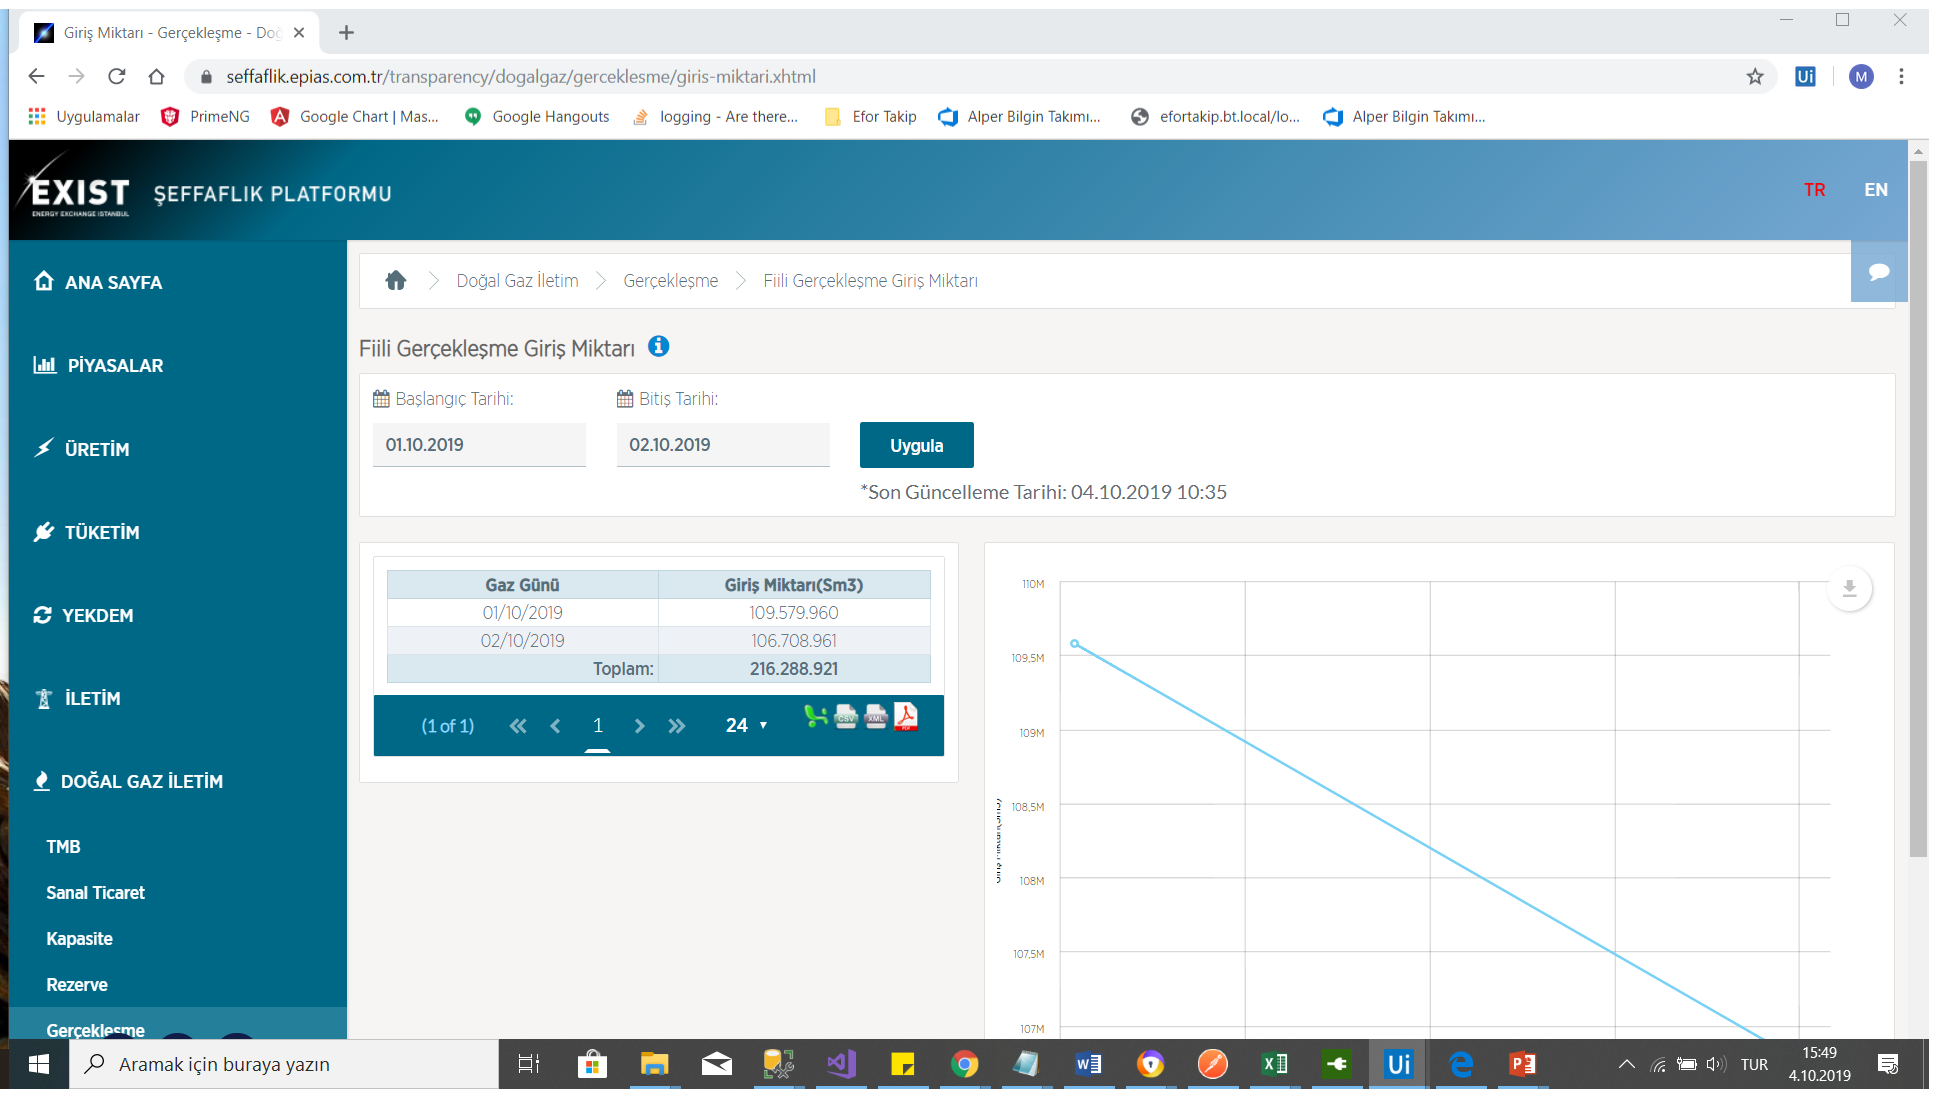 Giriş Miktarı - Gerçekleşme - Doğ
seffaflik.epias.com.tr/transparency/dogalgaz/gerceklesme/giris-miktari.xhtml
Ui
M
Uygulamalar
PrimeNG
Google Chart | Mas...
Google Hangouts
logging - Are there...
Efor Takip
Alper Bilgin Takımı...
efortakip.bt.local/lo...
Alper Bilgin Takımı...
EXIST
ENERGY EXCHANGE ISTANBUL
ŞEFFAFLIK PLATFORMU
TR
EN
ANA SAYFA
PİYASALAR
ÜRETİM
TÜKETİM
YEKDEM
İLETİM
DOĞAL GAZ İLETİM
TMB
Sanal Ticaret
Kapasite
Rezerve
Gerçekleşme
Doğal Gaz İletim
Gerçekleşme
Fiili Gerçekleşme Giriş Miktarı
Fiili Gerçekleşme Giriş Miktarı
Başlangıç Tarihi:
Bitiş Tarihi:
01.10.2019
02.10.2019
Uygula
*Son Güncelleme Tarihi: 04.10.2019 10:35
Gaz Günü Giriş Miktarı(Sm3)
01/10/2019 109.579.960
02/10/2019 106.708.961
Toplam: 216.288.921
(1 of 1)
1
24
CSV
XML
PDF
110M
109,5M
109M
108,5M
108M
107,5M
107M
Aramak için buraya yazın
Ui
TUR
15:49
4.10.2019